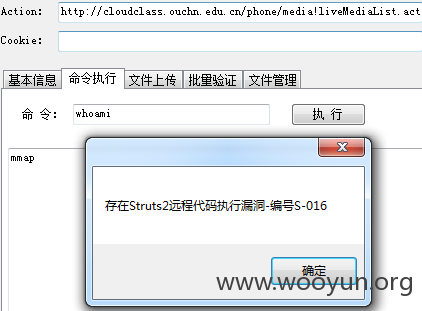 Action: http://cloudclass.ouchn.edu.cn/phone/media!liveMediaList.act
Cookie:
基本信息 命令执行 文件上传 批量验证 文件管理
命 令: whoami 执 行
mmap
存在Struts2远程代码执行漏洞-编号S-016
确定
www.wooyun.org